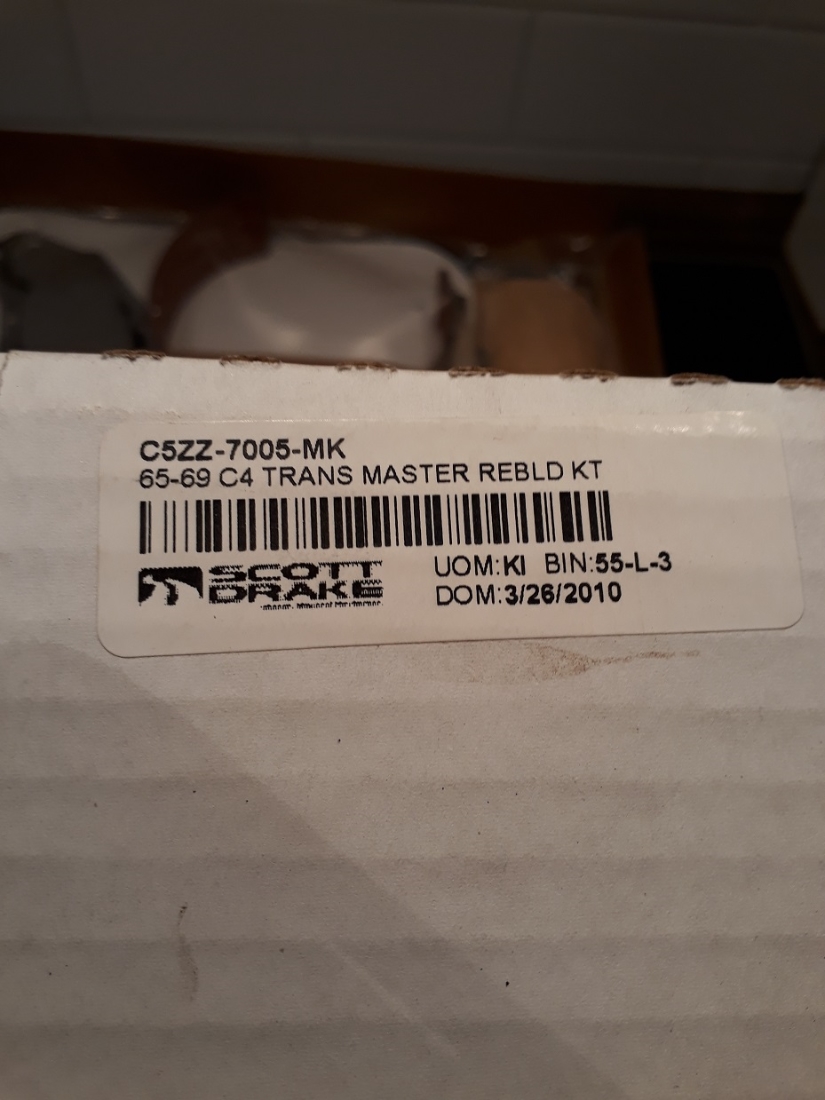 C5ZZ-7005-MK
65-69 C4 TRANS MASTER REBLD KT
SCOTT DRAKE
UOM:KI BIN:55-L-3
DOM:3/26/2010